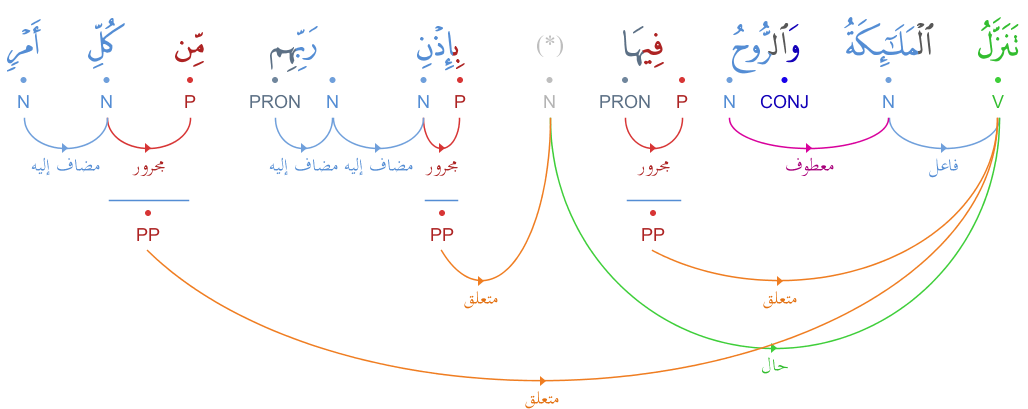 تَنَزَّلُ ٱلْمَلَٰٓئِكَةُ وَٱلرُّوحُ فِيهَا (*) بِإِذْنِ رَبِّهِم مِّن كُلِّ أَمْرٍ
V N CONJ N P PRON N P N N PRON P N N
فاعل معطوف مجرور مجرور مضاف إليه مضاف إليه مجرور مضاف إليه
PP PP PP
متعلق متعلق
حال
متعلق